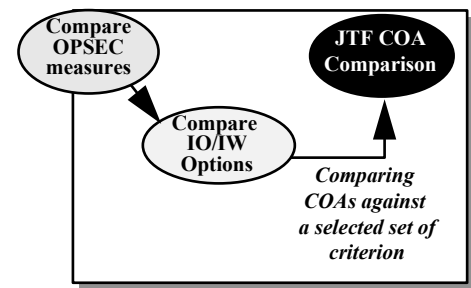 Compare
OPSEC
measures
JTF COA
Comparison
Compare
IO/IW
Options
Comparing
COAs against
a selected set of
criterion